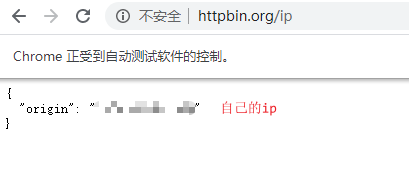 不安全 httpbin.org/ip
Chrome 正受到自动测试软件的控制。
{
"origin": " " 自己的ip
}